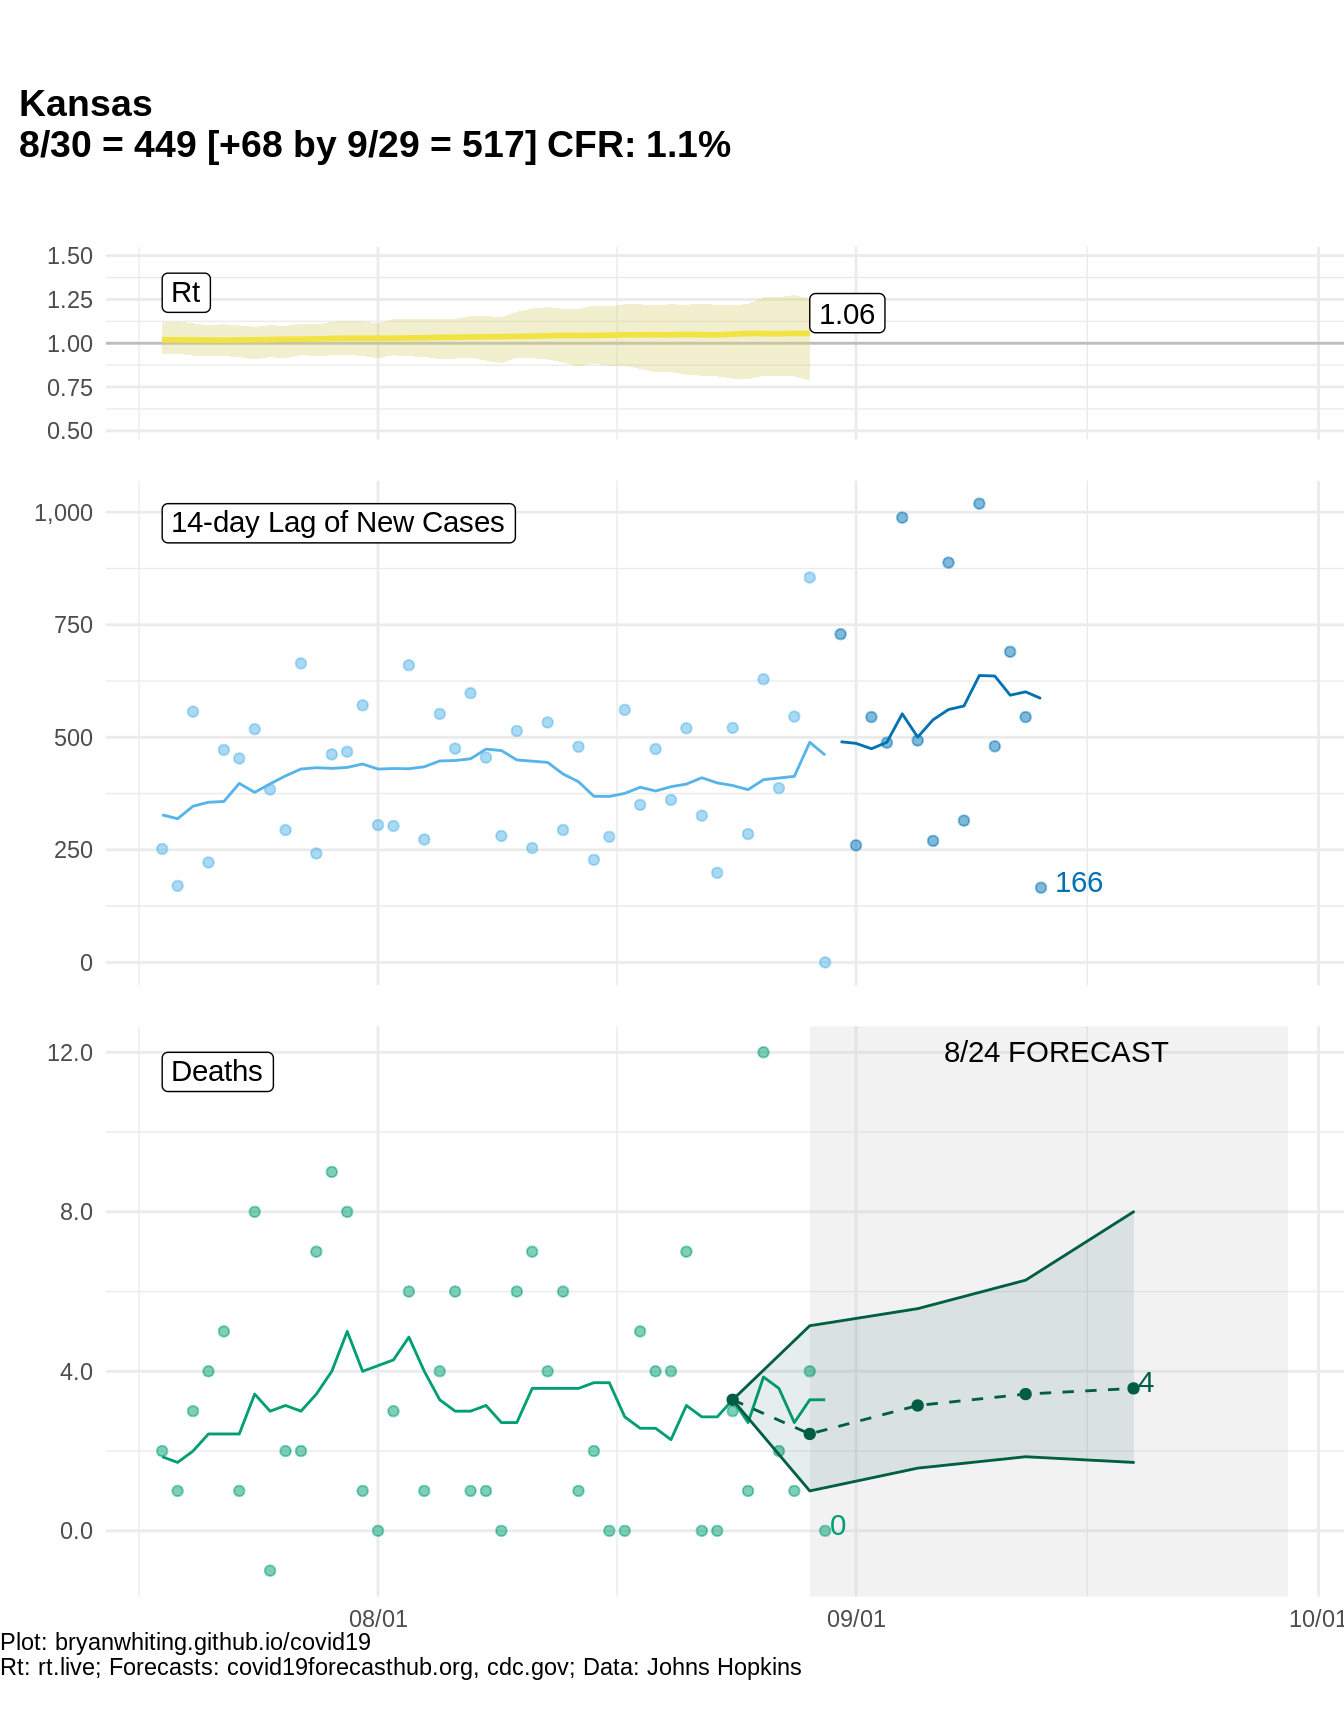 Kansas
8/30 = 449 [+68 by 9/29 = 517] CFR: 1.1%
1.50
Rt
1.25
1.06
1.00
0.75
0.50
1,000
14-day Lag of New Cases
750
500
250
166
0
12.0
8/24 FORECAST
Deaths
8.0
4.0
4
0.0
0
08/01
09/01
10/01
Plot: bryanwhiting.github.io/covid19
Rt: rt.live; Forecasts: covid19forecasthub.org, cdc.gov; Data: Johns Hopkins